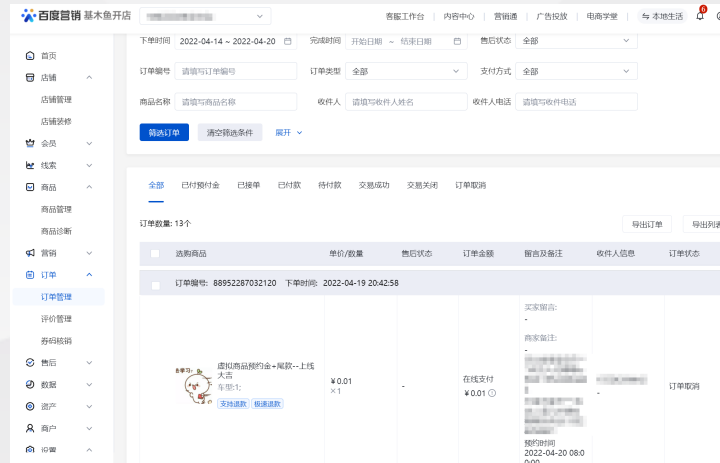 百度营销 基木鱼开店
客服工作台 内容中心 营销通 广告投放 电商学堂 本地生活 6
下单时间 2022-04-14 ~ 2022-04-20 完成时间 开始日期 ~ 结束日期 售后状态 全部
订单编号 请填写订单编号 订单类型 全部 支付方式 全部
商品名称 请填写商品名称 收件人 请填写收件人姓名 收件人电话 请填写收件电话
筛选订单 清空筛选条件 展开
首页
店铺
店铺管理
店铺装修
会员
线索
商品
商品管理
商品诊断
营销
订单
订单管理
评价管理
券码核销
售后
数据
资产
商户
设置
全部 已付预付金 已接单 已付款 待付款 交易成功 交易关闭 订单取消
订单数量: 13个 导出订单 导出列表
选购商品 单价/数量 售后状态 订单金额 留言及备注 收件人信息 订单状态
订单编号: 88952287032120 下单时间: 2022-04-19 20:42:58
虚拟商品预约金+尾款--上线大吉
车型:1;
支持退款 极速退款
¥ 0.01
×1
-
在线支付
¥ 0.01
买家留言:
-
商家备注:
-
预约时间
2022-04-20 08:0
0:00
-
订单取消